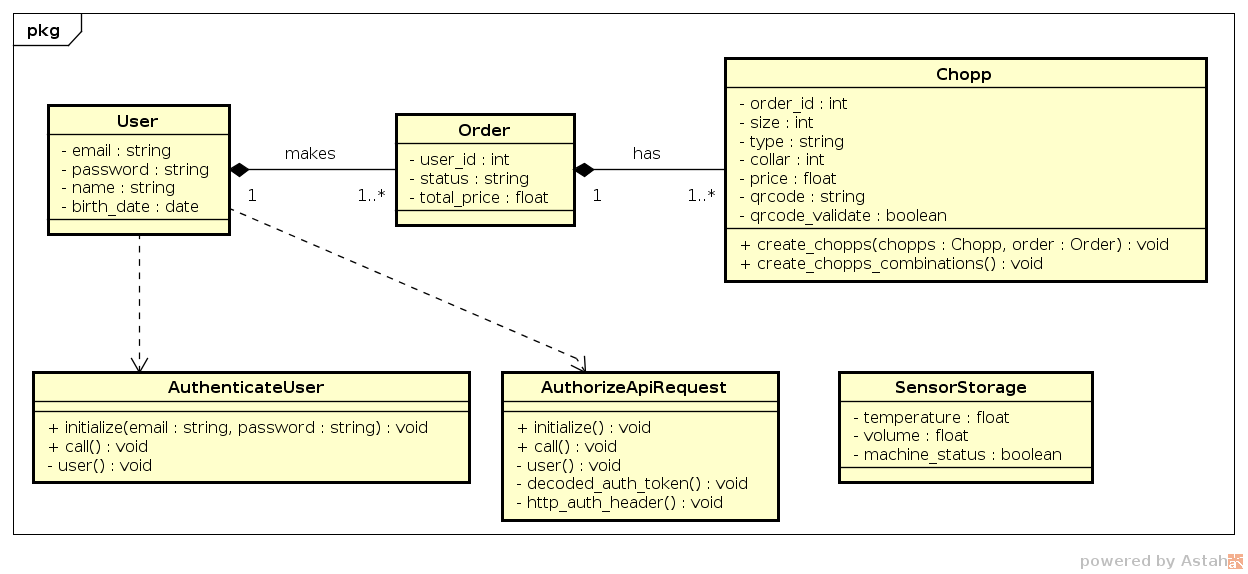 pkg
User
- email : string
- password : string
- name : string
- birth_date : date
makes
1
1..*
Order
- user_id : int
- status : string
- total_price : float
has
1
1..*
Chopp
- order_id : int
- size : int
- type : string
- collar : int
- price : float
- qrcode : string
- qrcode_validate : boolean
+ create_chopps(chopps : Chopp, order : Order) : void
+ create_chopps_combinations() : void
AuthenticateUser
+ initialize(email : string, password : string) : void
+ call() : void
- user() : void
AuthorizeApiRequest
+ initialize() : void
+ call() : void
- user() : void
- decoded_auth_token() : void
- http_auth_header() : void
SensorStorage
- temperature : float
- volume : float
- machine_status : boolean
powered by Astah